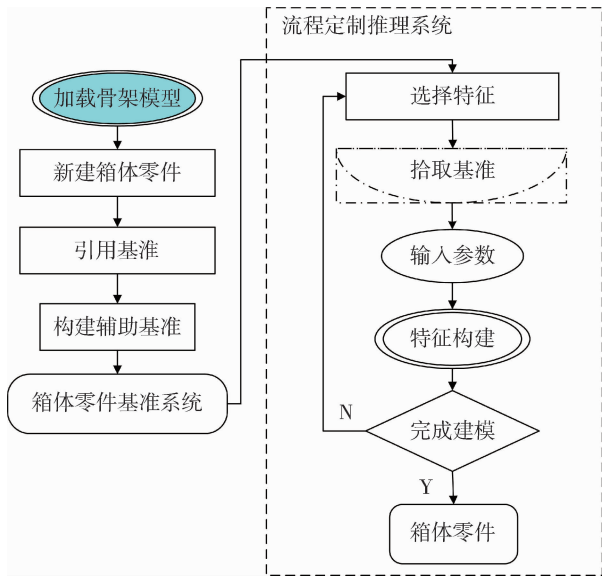 流程定制推理系统
加载骨架模型
新建箱体零件
引用基准
构建辅助基准
箱体零件基准系统
选择特征
拾取基准
输入参数
特征构建
完成建模
N
Y
箱体零件